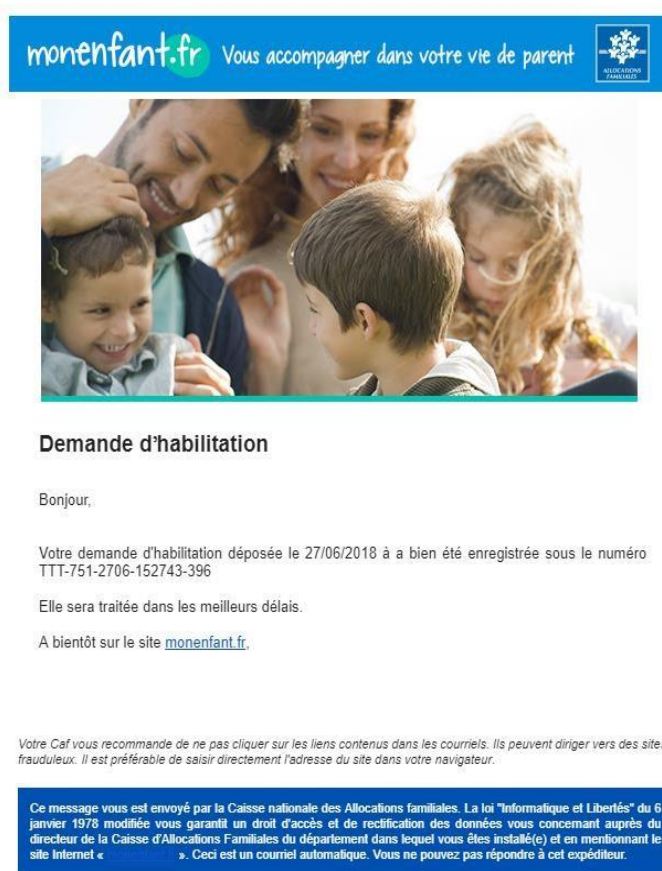 monenfant.fr Vous accompagner dans votre vie de parent
ALLOCATIONS
FAMILIALES
Demande d'habilitation
Bonjour,
Votre demande d'habilitation déposée le 27/06/2018 à a bien été enregistrée sous le numéro
TTT-751-2706-152743-396
Elle sera traitée dans les meilleurs délais.
A bientôt sur le site monenfant.fr,
Votre Caf vous recommande de ne pas cliquer sur les liens contenus dans les courriels. Ils peuvent diriger vers des site
frauduleux. Il est préférable de saisir directement l'adresse du site dans votre navigateur.
Ce message vous est envoyé par la Caisse nationale des Allocations familiales. La loi "Informatique et Libertés" du 6
janvier 1978 modifiée vous garantit un droit d'accès et de rectification des données vous concernant auprès du
directeur de la Caisse d'Allocations Familiales du département dans lequel vous êtes installé(e) et en mentionnant le
site Internet « ». Ceci est un courriel automatique. Vous ne pouvez pas répondre à cet expéditeur.